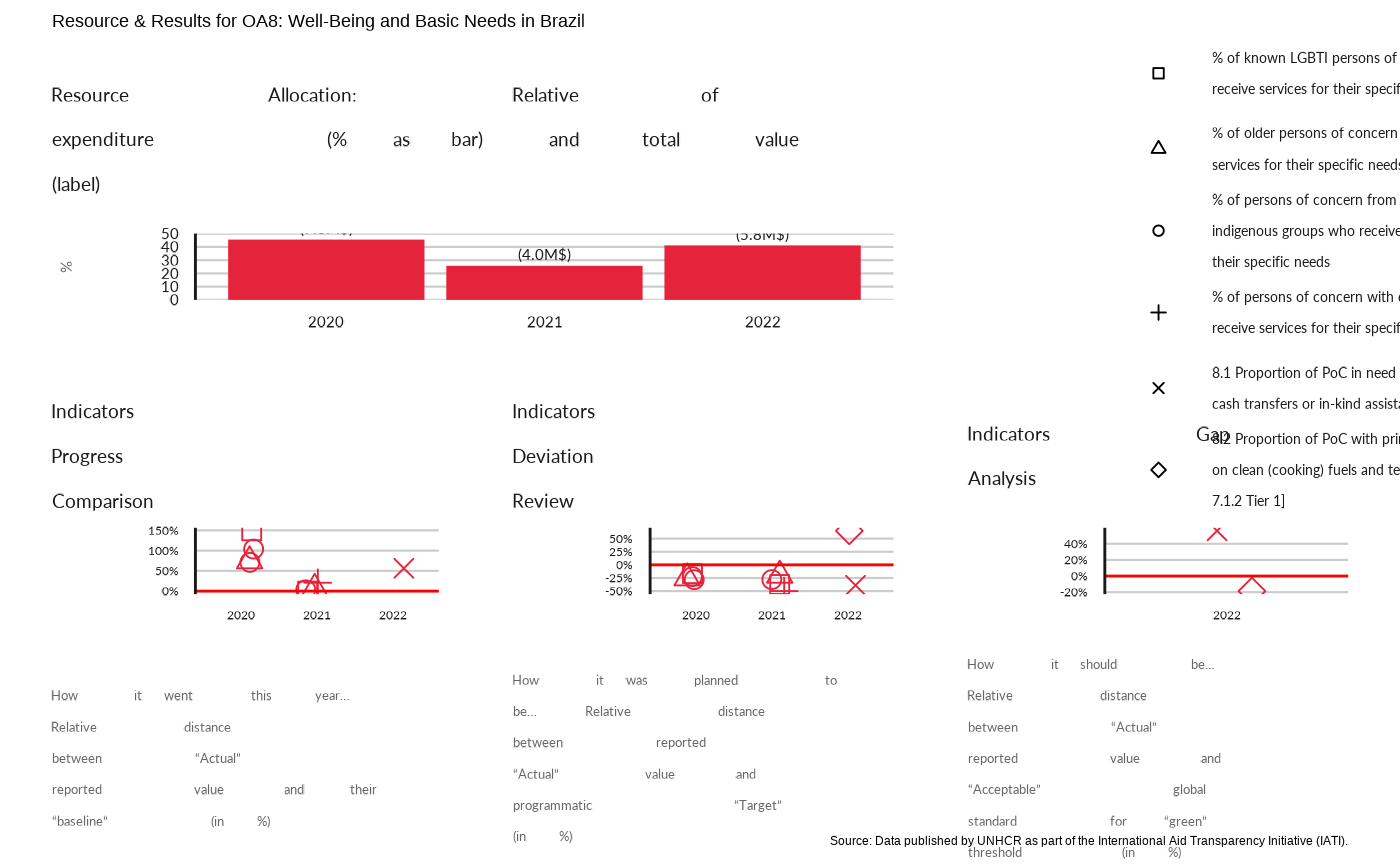 Resource & Results for OA8: Well-Being and Basic Needs in Brazil
Resource Allocation: Relative of
expenditure (% as bar) and total value
(label)
%
50
40
30
20
10
0
(4.0M$)
(5.8M$)
2020
2021
2022
% of known LGBTI persons of
receive services for their specif
% of older persons of concern
services for their specific needs
% of persons of concern from
indigenous groups who receive
their specific needs
% of persons of concern with
receive services for their specif
8.1 Proportion of PoC in need
cash transfers or in-kind assista
8.2 Proportion of PoC with prim
on clean (cooking) fuels and te
7.1.2 Tier 1]
Indicators
Progress
Comparison
150%
100%
50%
0%
2020
2021
2022
How it went this year...
Relative distance
between “Actual”
reported value and their
“baseline” (in %)
Indicators
Deviation
Review
50%
25%
0%
-25%
-50%
2020
2021
2022
How it was planned to
be... Relative distance
between reported
“Actual” value and
programmatic “Target”
(in %)
Indicators Gap
Analysis
40%
20%
0%
-20%
2022
How it should be...
Relative distance
between “Actual”
reported value and
“Acceptable” global
standard for “green”
threshold (in %)
Source: Data published by UNHCR as part of the International Aid Transparency Initiative (IATI).